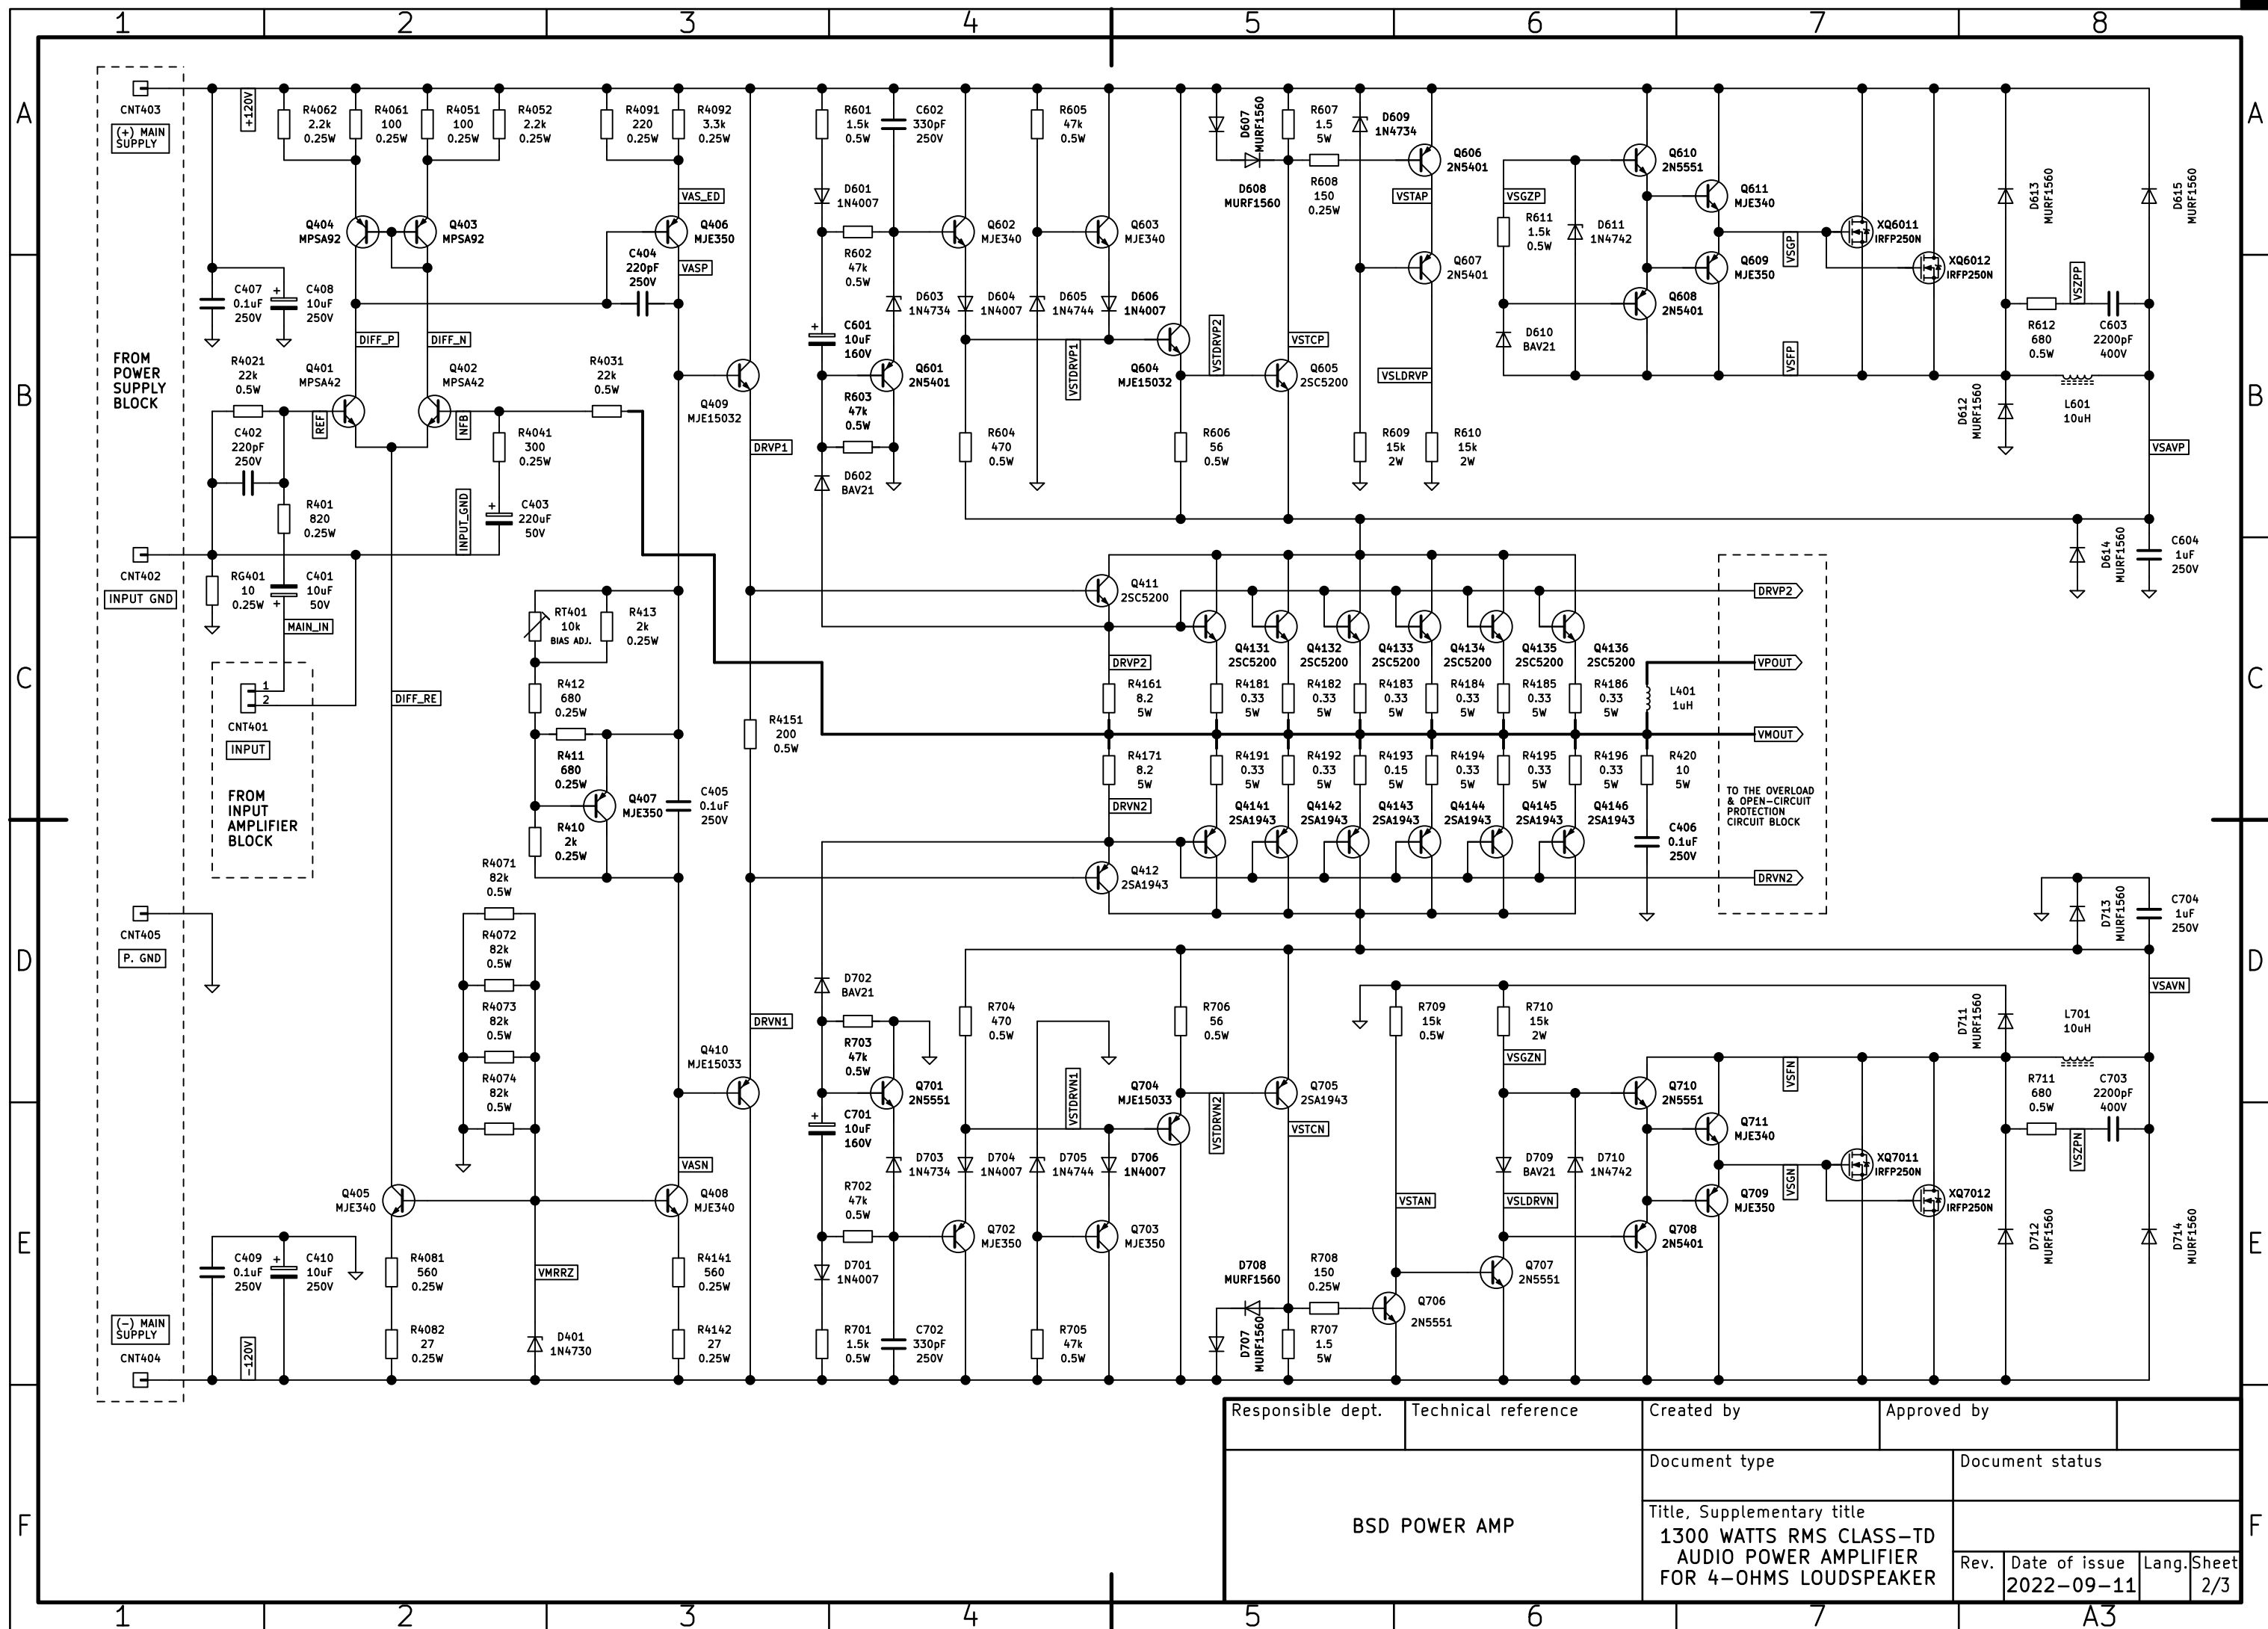 1 2 3 4 5 6 7 8
A
A
CNT403
(+) MAIN
SUPPLY
+120V
R4062
2.2k
0.25W
R4061
100
0.25W
R4051
100
0.25W
R4052
2.2k
0.25W
R4091
220
0.25W
R4092
3.3k
0.25W
R601
1.5k
0.5W
C602
330pF
250V
R605
47k
0.5W
D607
MURF1560
R607
1.5
5W
D609
1N4734
D608
MURF1560
R608
150
0.25W
Q606
2N5401
VSTAP
VSGZP
Q610
2N5551
Q611
MJE340
D613
MURF1560
D615
MURF1560
VAS_ED
Q404
MPSA92
Q403
MPSA92
Q406
MJE350
D601
1N4007
R602
47k
0.5W
Q602
MJE340
Q603
MJE340
R611
1.5k
0.5W
D611
1N4742
VSGP
XQ6011
IRFP250N
XQ6012
IRFP250N
B
B
C407
0.1uF
250V
C408
10uF
250V
C404
220pF
250V
VASP
D603
1N4734
D604
1N4007
D605
1N4744
D606
1N4007
Q607
2N5401
Q609
MJE350
Q608
2N5401
VSZPP
R612
680
0.5W
C603
2200pF
400V
FROM
POWER
SUPPLY
BLOCK
R4021
22k
0.5W
DIFF_P
DIFF_N
Q401
MPSA42
Q402
MPSA42
R4031
22k
0.5W
C601
10uF
160V
Q601
2N5401
VSTDRVP1
Q604
MJE15032
VSTDRVP2
VSTCP
Q605
2SC5200
VSLDRVP
D610
BAV21
VSFP
D612
MURF1560
L601
10uH
C402
220pF
250V
REF
NFB
R4041
300
0.25W
Q409
MJE15032
DRVP1
R603
47k
0.5W
D602
BAV21
R604
470
0.5W
R606
56
0.5W
R609
15k
2W
R610
15k
2W
VSAVP
R401
820
0.25W
INPUT_GND
C403
220uF
50V
C
C
CNT402
INPUT GND
RG401
10
0.25W
C401
10uF
50V
MAIN_IN
RT401
10k
BIAS ADJ.
R413
2k
0.25W
Q411
2SC5200
DRVP2
Q4131
2SC5200
Q4132
2SC5200
Q4133
2SC5200
Q4134
2SC5200
Q4135
2SC5200
Q4136
2SC5200
DRVP2
VPOUT
D614
MURF1560
C604
1uF
250V
1
2
CNT401
INPUT
DIFF_RE
R412
680
0.25W
R4151
200
0.5W
R4161
8.2
5W
R4181
0.33
5W
R4182
0.33
5W
R4183
0.33
5W
R4184
0.33
5W
R4185
0.33
5W
R4186
0.33
5W
L401
1uH
VMOUT
FROM
INPUT
AMPLIFIER
BLOCK
R411
680
0.25W
Q407
MJE350
C405
0.1uF
250V
R4171
8.2
5W
R4191
0.33
5W
R4192
0.33
5W
R4193
0.15
5W
R4194
0.33
5W
R4195
0.33
5W
R4196
0.33
5W
R420
10
5W
TO THE OVERLOAD
& OPEN-CIRCUIT
PROTECTION
CIRCUIT BLOCK
DRVN2
Q4141
2SA1943
Q4142
2SA1943
Q4143
2SA1943
Q4144
2SA1943
Q4145
2SA1943
Q4146
2SA1943
R410
2k
0.25W
C406
0.1uF
250V
Q412
2SA1943
DRVN2
D
D
R4071
82k
0.5W
CNT405
P. GND
R4072
82k
0.5W
R4073
82k
0.5W
R4074
82k
0.5W
D713
MURF1560
C704
1uF
250V
D702
BAV21
VSAVN
DRVN1
R703
47k
0.5W
R704
470
0.5W
R706
56
0.5W
R709
15k
0.5W
R710
15k
2W
VSGZN
D711
MURF1560
L701
10uH
Q410
MJE15033
Q701
2N5551
VSTDRVN1
Q704
MJE15033
Q705
2SA1943
Q710
2N5551
VSFN
R711
680
0.5W
C703
2200pF
400V
E
E
C701
10uF
160V
VSTDRVN2
VSTCN
Q711
MJE340
VSZPN
VASN
D703
1N4734
D704
1N4007
D705
1N4744
D706
1N4007
D709
BAV21
D710
1N4742
VSGN
XQ7011
IRFP250N
XQ7012
IRFP250N
Q405
MJE340
Q408
MJE340
R702
47k
0.5W
VSTAN
VSLDRVN
Q709
MJE350
Q702
MJE350
Q703
MJE350
Q708
2N5401
D712
MURF1560
D714
MURF1560
C409
0.1uF
250V
C410
10uF
250V
R4081
560
0.25W
VMRRZ
R4141
560
0.25W
D701
1N4007
D708
MURF1560
R708
150
0.25W
Q707
2N5551
Q706
2N5551
(-) MAIN
SUPPLY
CNT404
-120V
R4082
27
0.25W
D401
1N4730
R4142
27
0.25W
R701
1.5k
0.5W
C702
330pF
250V
R705
47k
0.5W
D707
MURF1560
R707
1.5
5W
F
F
Responsible dept.
Technical reference
Created by
Approved by
Document type
Document status
BSD POWER AMP
Title, Supplementary title
1300 WATTS RMS CLASS-TD
AUDIO POWER AMPLIFIER
FOR 4-OHMS LOUDSPEAKER
Rev.
Date of issue
2022-09-11
Lang.
Sheet
2/3
1 2 3 4 5 6 7 A3